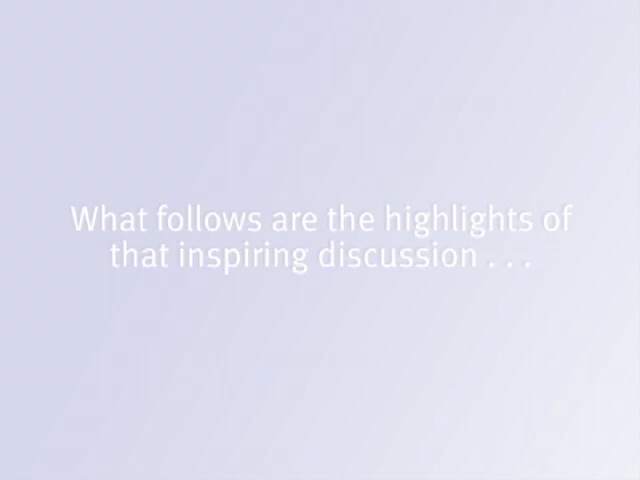 What follows are the highlights of
that inspiring discussion . . .